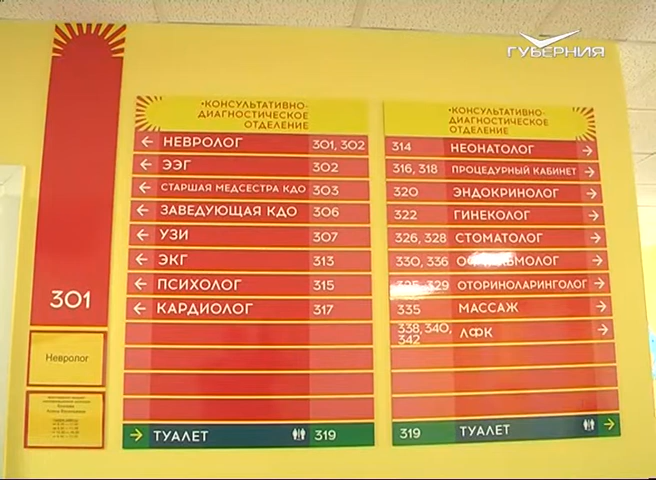 ГУБЕРНИЯ
•КОНСУЛЬТАТИВНО-
ДИАГНОСТИЧЕСКОЕ
ОТДЕЛЕНИЕ
← НЕВРОЛОГ 301, 302
← ЭЭГ 302
← СТАРШАЯ МЕДСЕСТРА КДО 303
← ЗАВЕДУЮЩАЯ КДО 306
← УЗИ 307
← ЭКГ 313
← ПСИХОЛОГ 315
← КАРДИОЛОГ 317
→ ТУАЛЕТ 319
•КОНСУЛЬТАТИВНО-
ДИАГНОСТИЧЕСКОЕ
ОТДЕЛЕНИЕ
314 НЕОНАТОЛОГ →
316, 318 ПРОЦЕДУРНЫЙ КАБИНЕТ →
320 ЭНДОКРИНОЛОГ →
322 ГИНЕКОЛОГ →
326, 328 СТОМАТОЛОГ →
330, 336 →
329 ОТОРИНОЛАРИНГОЛОГ →
335 МАССАЖ →
338, 340,
342 ЛФК →
319 ТУАЛЕТ →
301
Невролог